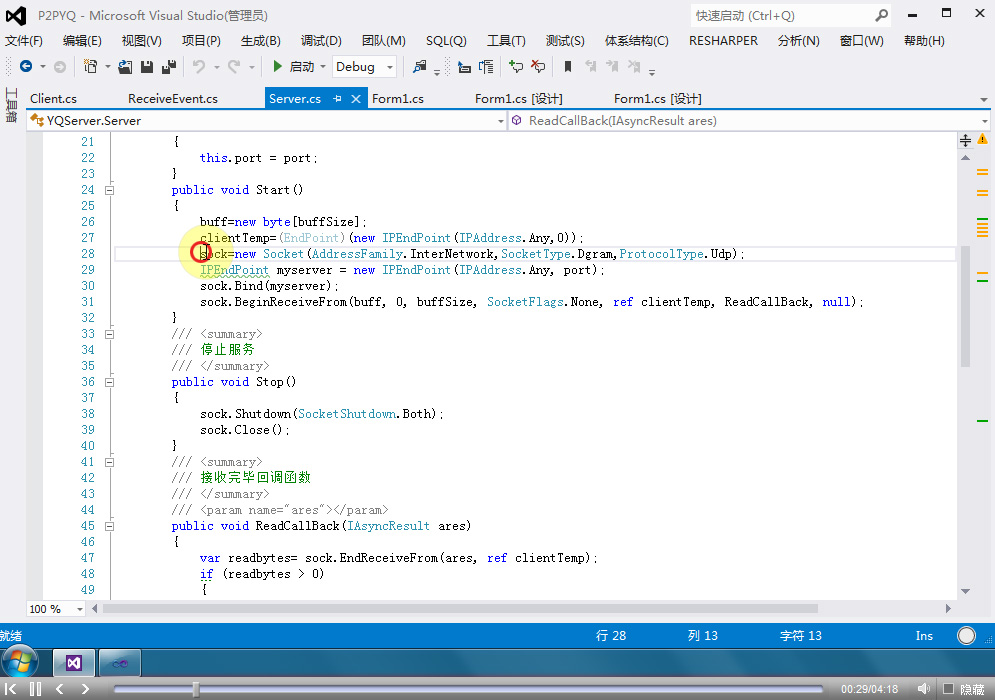 P2PYQ - Microsoft Visual Studio(管理员)
快速启动 (Ctrl+Q)
文件(F) 编辑(E) 视图(V) 项目(P) 生成(B) 调试(D) 团队(M) SQL(Q) 工具(T) 测试(S) 体系结构(C) RESHARPER 分析(N) 窗口(W) 帮助(H)
启动 Debug
工具箱
Client.cs ReceiveEvent.cs Server.cs Form1.cs Form1.cs [设计] Form1.cs [设计]
YQServer.Server ReadCallBack(IAsyncResult ares)
21 {
22 this.port = port;
23 }
24 public void Start()
25 {
26 buff=new byte[buffSize];
27 clientTemp=(EndPoint)(new IPEndPoint(IPAddress.Any,0));
28 sock=new Socket(AddressFamily.InterNetwork,SocketType.Dgram,ProtocolType.Udp);
29 IPEndPoint myserver = new IPEndPoint(IPAddress.Any, port);
30 sock.Bind(myserver);
31 sock.BeginReceiveFrom(buff, 0, buffSize, SocketFlags.None, ref clientTemp, ReadCallBack, null);
32 }
33 /// <summary>
34 /// 停止服务
35 /// </summary>
36 public void Stop()
37 {
38 sock.Shutdown(SocketShutdown.Both);
39 sock.Close();
40 }
41 /// <summary>
42 /// 接收完毕回调函数
43 /// </summary>
44 /// <param name="ares"></param>
45 public void ReadCallBack(IAsyncResult ares)
46 {
47 var readbytes= sock.EndReceiveFrom(ares, ref clientTemp);
48 if (readbytes > 0)
49 {
100 %
就绪 行 28 列 13 字符 13 Ins
00:29/04:18 隐藏